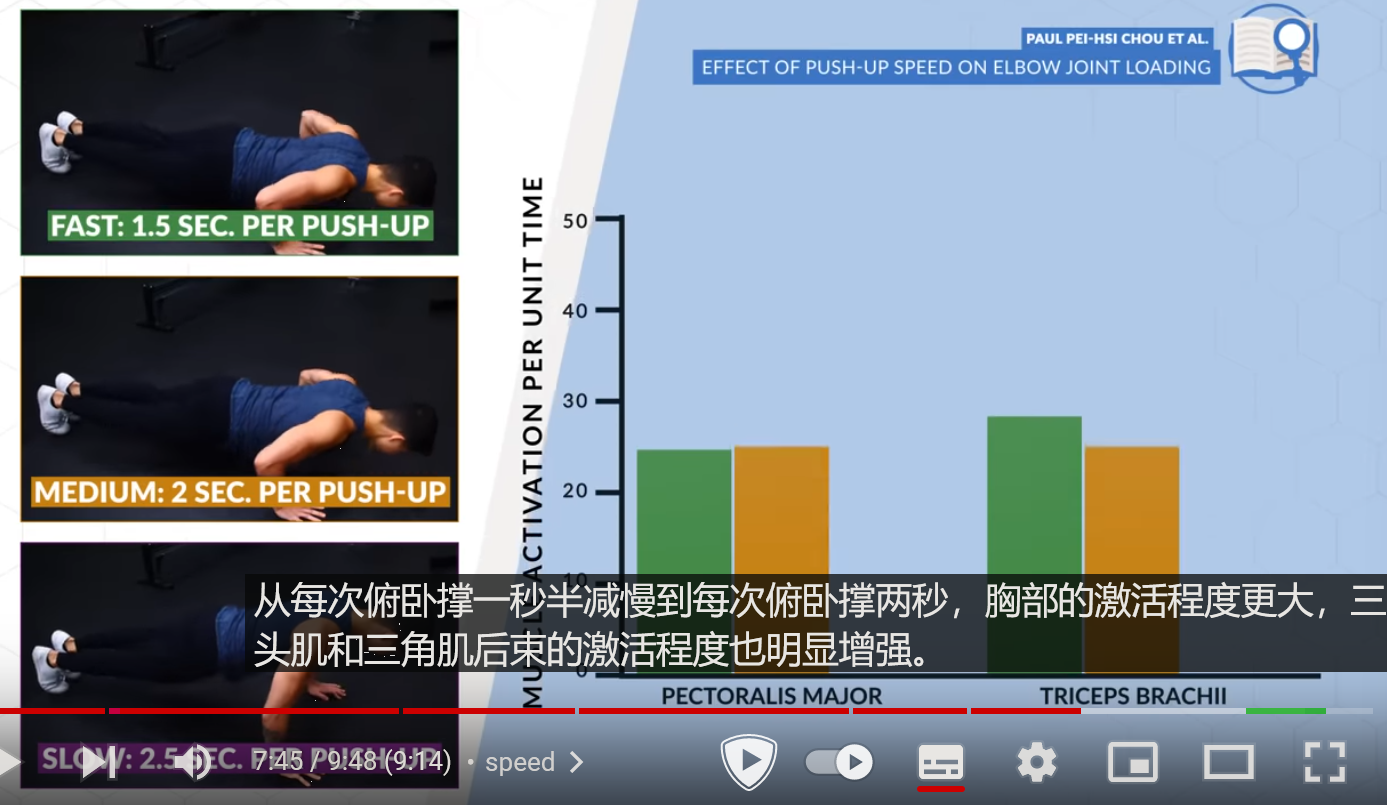 PAUL PEI-HSI CHOU ET AL.
EFFECT OF PUSH-UP SPEED ON ELBOW JOINT LOADING
FAST: 1.5 SEC. PER PUSH-UP
MEDIUM: 2 SEC. PER PUSH-UP
SLOW: 2.5 SEC. PER PUSH-UP
ACTIVATION PER UNIT TIME
50
40
30
20
10
0
PECTORALIS MAJOR
TRICEPS BRACHII
从每次俯卧撑一秒半减慢到每次俯卧撑两秒，胸部的激活程度更大，三
头肌和三角肌后束的激活程度也明显增强。
7:45 / 9:48 (9:14) • speed